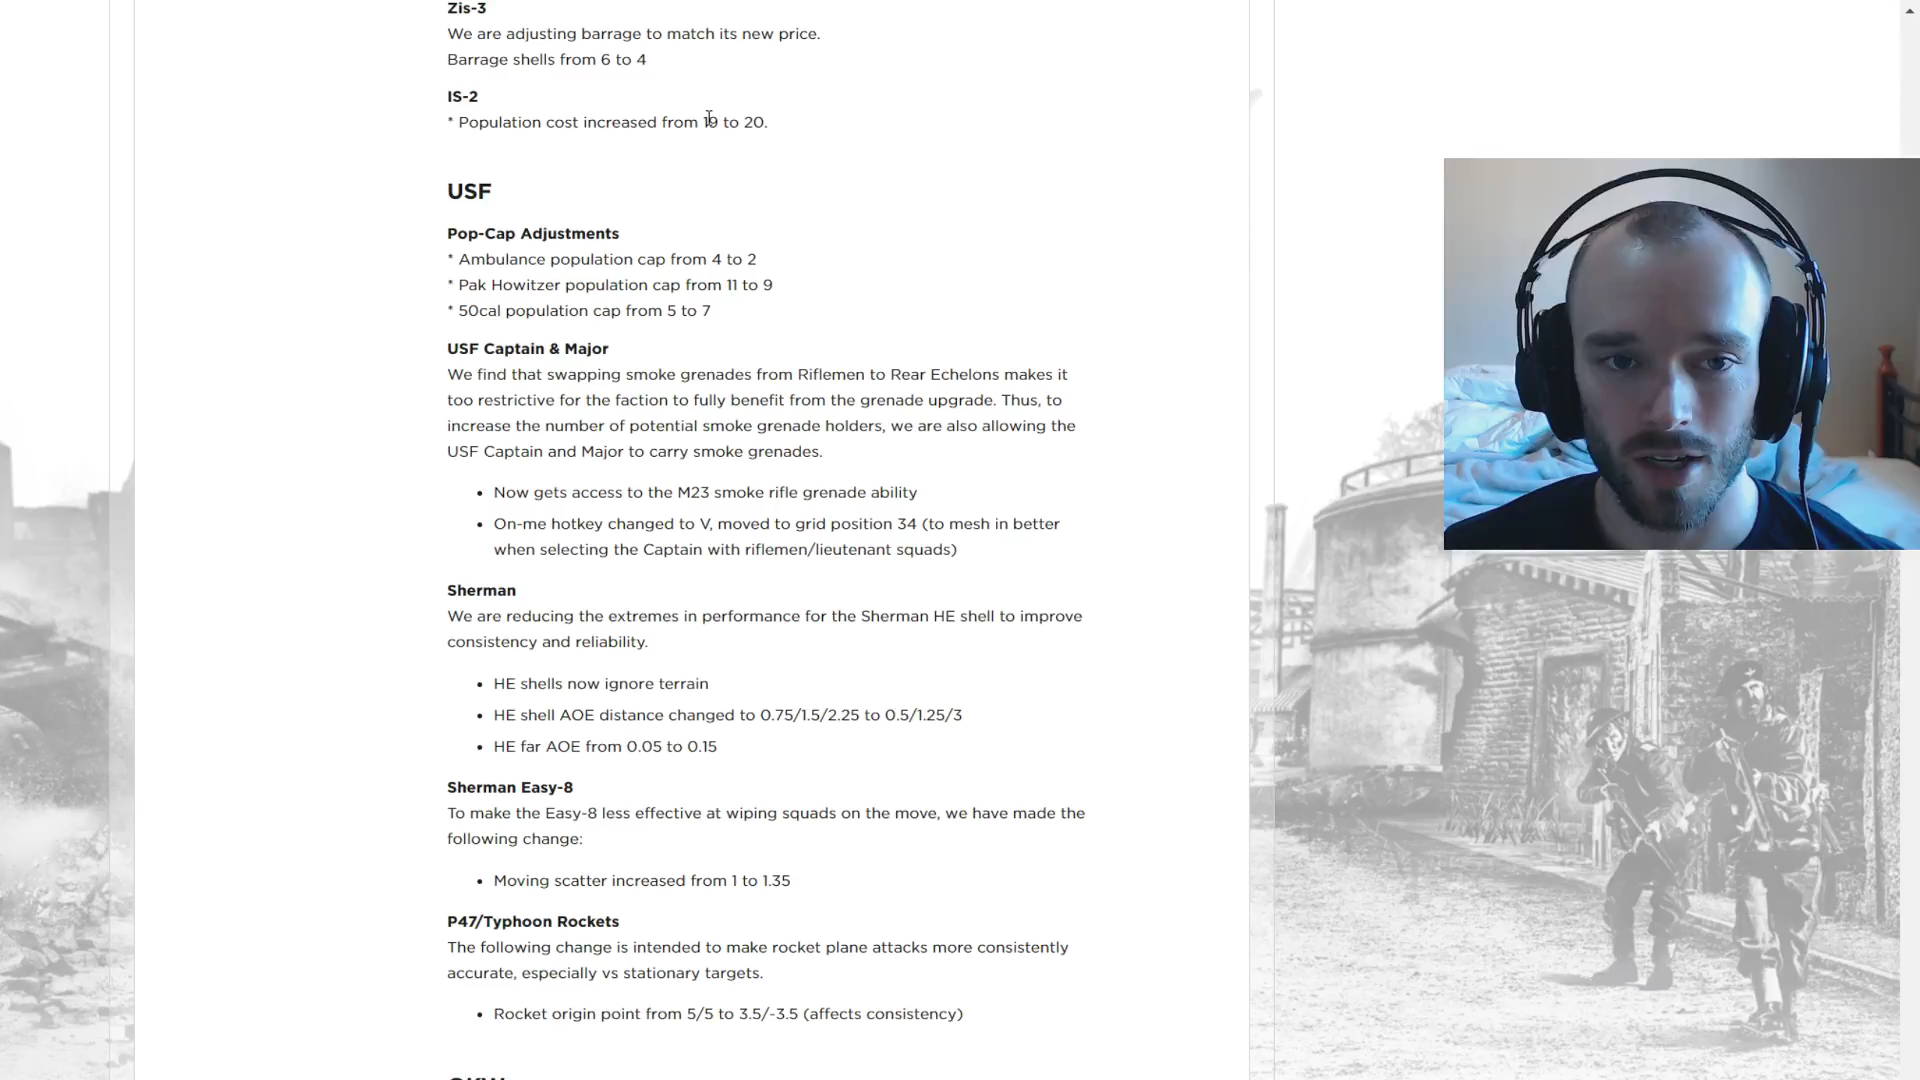 Zis-3
We are adjusting barrage to match its new price.
Barrage shells from 6 to 4
IS-2
* Population cost increased from 19 to 20.
USF
Pop-Cap Adjustments
* Ambulance population cap from 4 to 2
* Pak Howitzer population cap from 11 to 9
* 50cal population cap from 5 to 7
USF Captain & Major
We find that swapping smoke grenades from Riflemen to Rear Echelons makes it
too restrictive for the faction to fully benefit from the grenade upgrade. Thus, to
increase the number of potential smoke grenade holders, we are also allowing the
USF Captain and Major to carry smoke grenades.
• Now gets access to the M23 smoke rifle grenade ability
• On-me hotkey changed to V, moved to grid position 34 (to mesh in better
when selecting the Captain with riflemen/lieutenant squads)
Sherman
We are reducing the extremes in performance for the Sherman HE shell to improve
consistency and reliability.
• HE shells now ignore terrain
• HE shell AOE distance changed to 0.75/1.5/2.25 to 0.5/1.25/3
• HE far AOE from 0.05 to 0.15
Sherman Easy-8
To make the Easy-8 less effective at wiping squads on the move, we have made the
following change:
• Moving scatter increased from 1 to 1.35
P47/Typhoon Rockets
The following change is intended to make rocket plane attacks more consistently
accurate, especially vs stationary targets.
• Rocket origin point from 5/5 to 3.5/-3.5 (affects consistency)